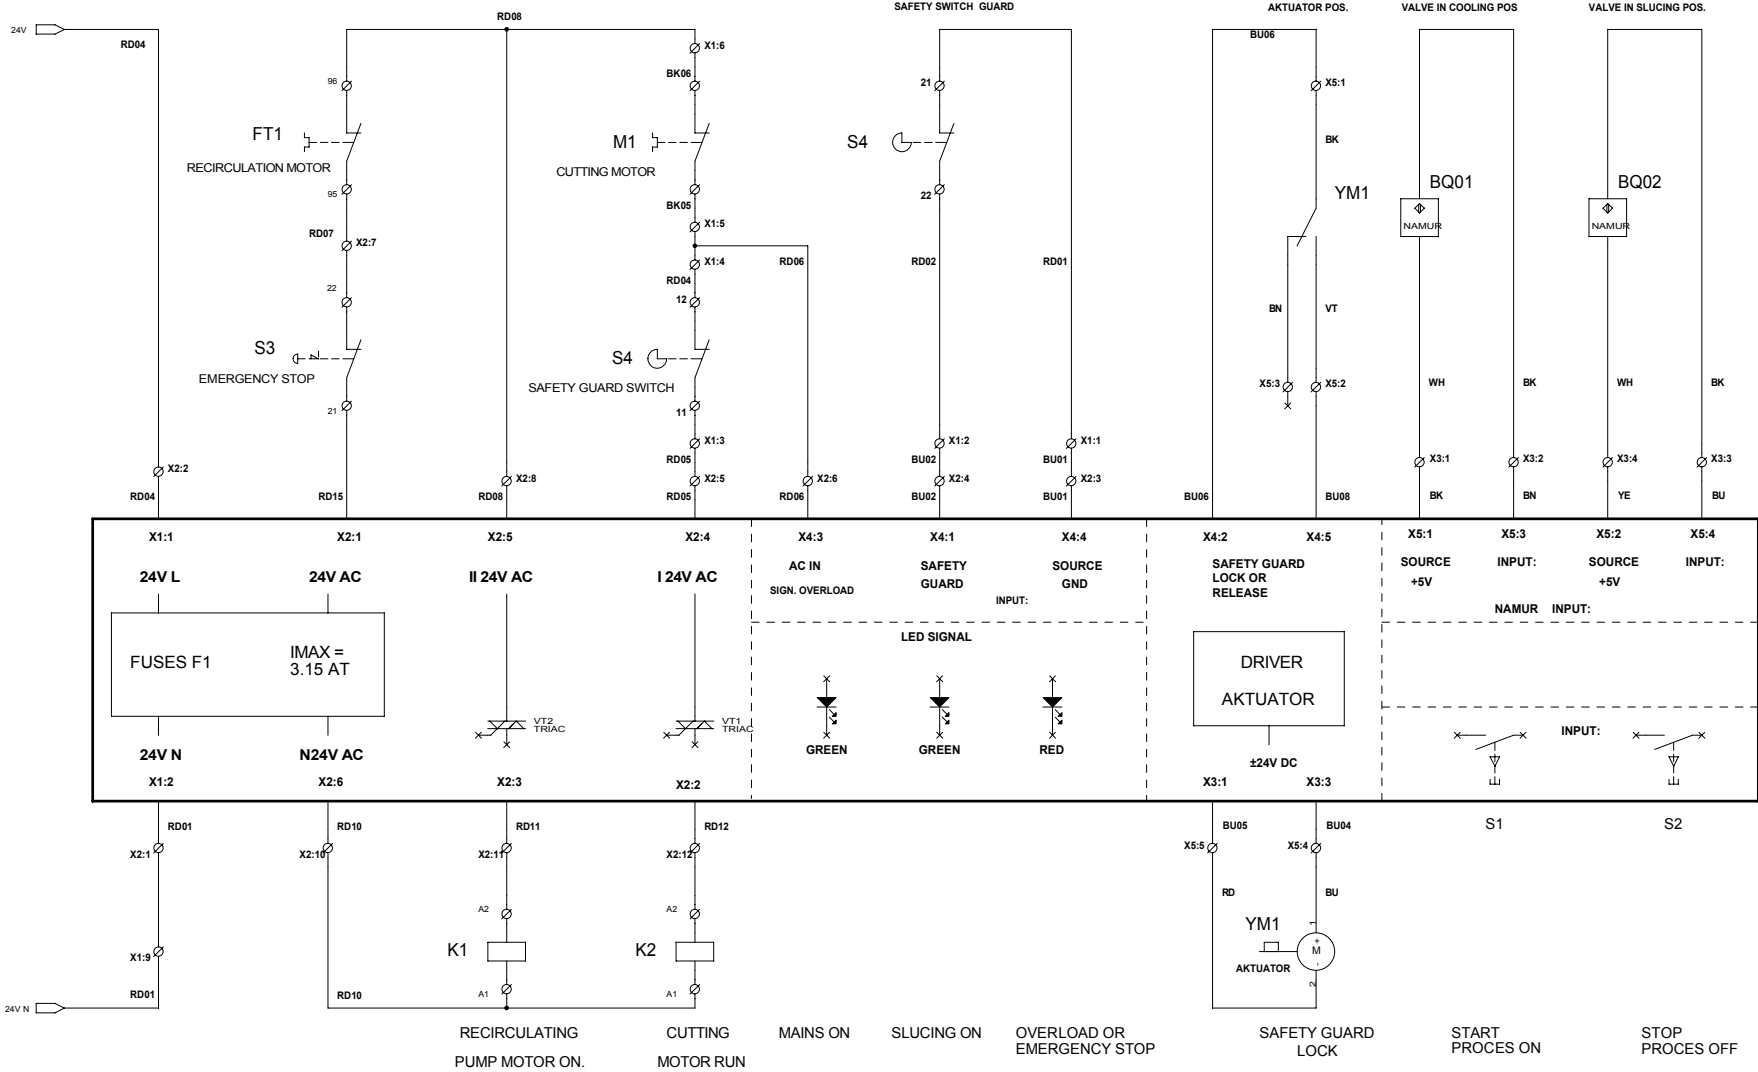 SAFETY SWITCH GUARD
AKTUATOR POS.
VALVE IN COOLING POS
VALVE IN SLUCING POS.
24V
RD04
RD08
X1:6
BK06
BU06
96
21
X5:1
FT1
RECIRCULATION MOTOR
M1
CUTTING MOTOR
S4
BK
YM1
BQ01
NAMUR
BQ02
NAMUR
95
BK05
22
RD07
X2:7
X1:5
X1:4
RD06
RD02
RD01
22
RD04
12
BN
VT
S3
EMERGENCY STOP
S4
SAFETY GUARD SWITCH
21
11
X5:3
X5:2
WH
BK
WH
BK
X1:3
X1:2
X1:1
X2:2
RD05
BU02
BU01
X3:1
X3:2
X3:4
X3:3
X2:8
X2:5
X2:6
X2:4
X2:3
RD04
RD15
RD08
RD05
RD06
BU02
BU01
BU06
BU08
BK
BN
YE
BU
X1:1
X2:1
X2:5
X2:4
X4:3
X4:1
X4:4
X4:2
X4:5
X5:1
X5:3
X5:2
X5:4
24V L
24V AC
II 24V AC
I 24V AC
AC IN
SIGN. OVERLOAD
SAFETY
GUARD
SOURCE
GND
INPUT:
SAFETY GUARD
LOCK OR
RELEASE
SOURCE
+5V
INPUT:
SOURCE
+5V
INPUT:
NAMUR INPUT:
LED SIGNAL
FUSES F1
IMAX =
3.15 AT
DRIVER
AKTUATOR
VT2
TRIAC
VT1
TRIAC
GREEN
GREEN
RED
INPUT:
24V N
N24V AC
±24V DC
X1:2
X2:6
X2:3
X2:2
X3:1
X3:3
RD01
RD10
RD11
RD12
BU05
BU04
S1
S2
X2:1
X2:10
X2:11
X2:12
X5:5
X5:4
RD
BU
A2
A2
1
YM1
AKTUATOR
+
M
-
2
K1
K2
X1:9
RD01
RD10
A1
A1
24V N
RECIRCULATING
PUMP MOTOR ON.
CUTTING
MOTOR RUN
MAINS ON
SLUCING ON
OVERLOAD OR
EMERGENCY STOP
SAFETY GUARD
LOCK
START
PROCES ON
STOP
PROCES OFF